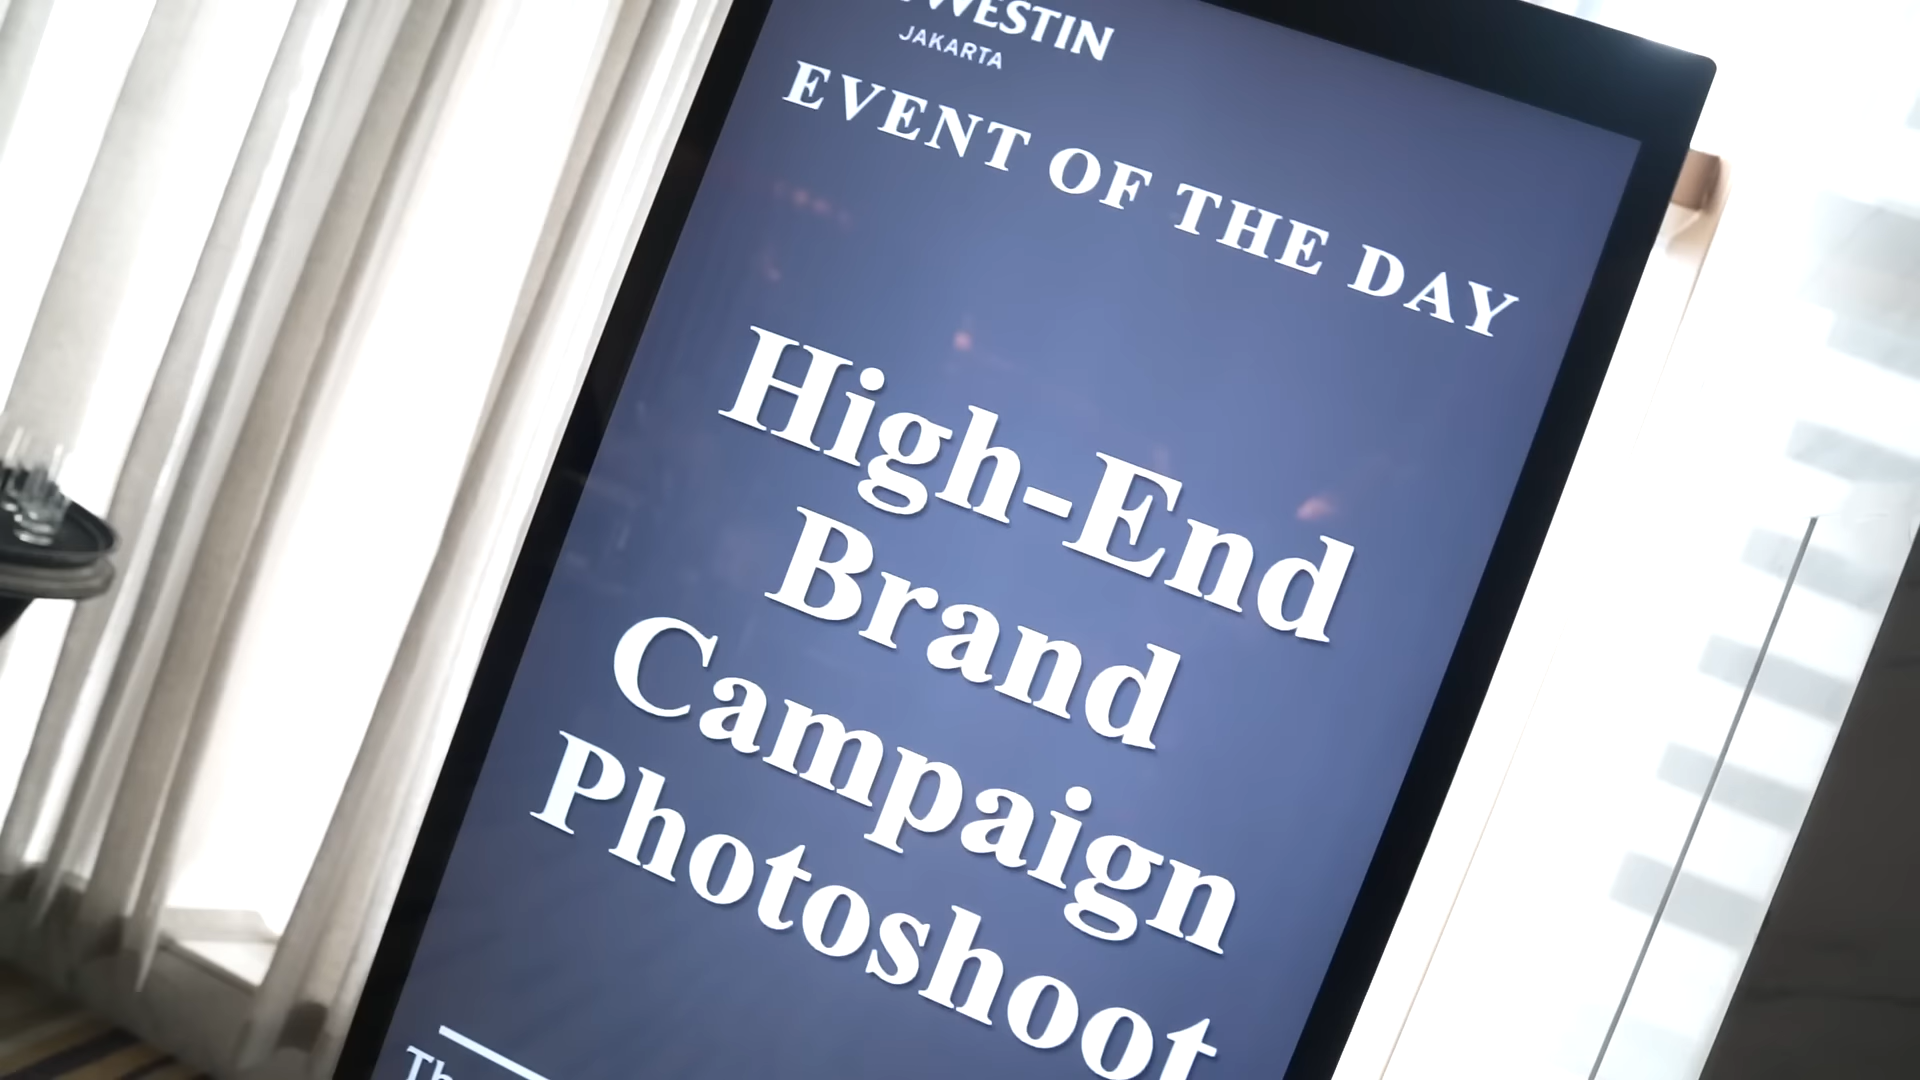 WESTIN
JAKARTA
EVENT OF THE DAY
High-End
Brand
Campaign
Photoshoot